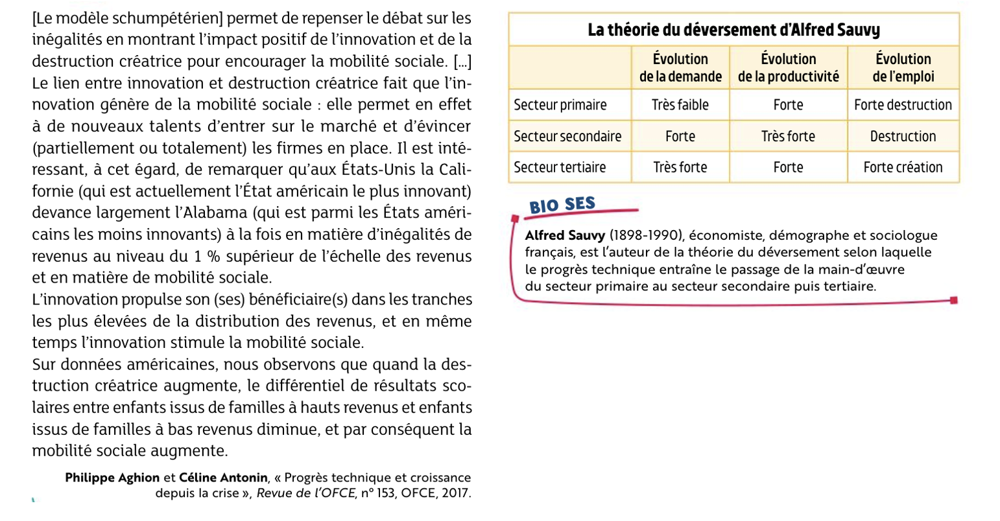 [Le modèle schumpétérien] permet de repenser le débat sur les
inégalités en montrant l'impact positif de l'innovation et de la
destruction créatrice pour encourager la mobilité sociale. [...]
Le lien entre innovation et destruction créatrice fait que l'in-
novation génère de la mobilité sociale : elle permet en effet
à de nouveaux talents d'entrer sur le marché et d'évincer
(partiellement ou totalement) les firmes en place. Il est inté-
ressant, à cet égard, de remarquer qu'aux États-Unis la Cali-
fornie (qui est actuellement l'État américain le plus innovant)
devance largement l'Alabama (qui est parmi les États améri-
cains les moins innovants) à la fois en matière d'inégalités de
revenus au niveau du 1 % supérieur de l'échelle des revenus
et en matière de mobilité sociale.
L'innovation propulse son (ses) bénéficiaire(s) dans les tranches
les plus élevées de la distribution des revenus, et en même
temps l'innovation stimule la mobilité sociale.
Sur données américaines, nous observons que quand la des-
truction créatrice augmente, le différentiel de résultats sco-
laires entre enfants issus de familles à hauts revenus et enfants
issus de familles à bas revenus diminue, et par conséquent la
mobilité sociale augmente.
Philippe Aghion et Céline Antonin, « Progrès technique et croissance
depuis la crise », Revue de l'OFCE, n° 153, OFCE, 2017.
La théorie du déversement d'Alfred Sauvy
Évolution de la demande Évolution de la productivité Évolution de l'emploi
Secteur primaire Très faible Forte Forte destruction
Secteur secondaire Forte Très forte Destruction
Secteur tertiaire Très forte Forte Forte création
BIO SES
Alfred Sauvy (1898-1990), économiste, démographe et sociologue
français, est l'auteur de la théorie du déversement selon laquelle
le progrès technique entraîne le passage de la main-d'œuvre
du secteur primaire au secteur secondaire puis tertiaire.